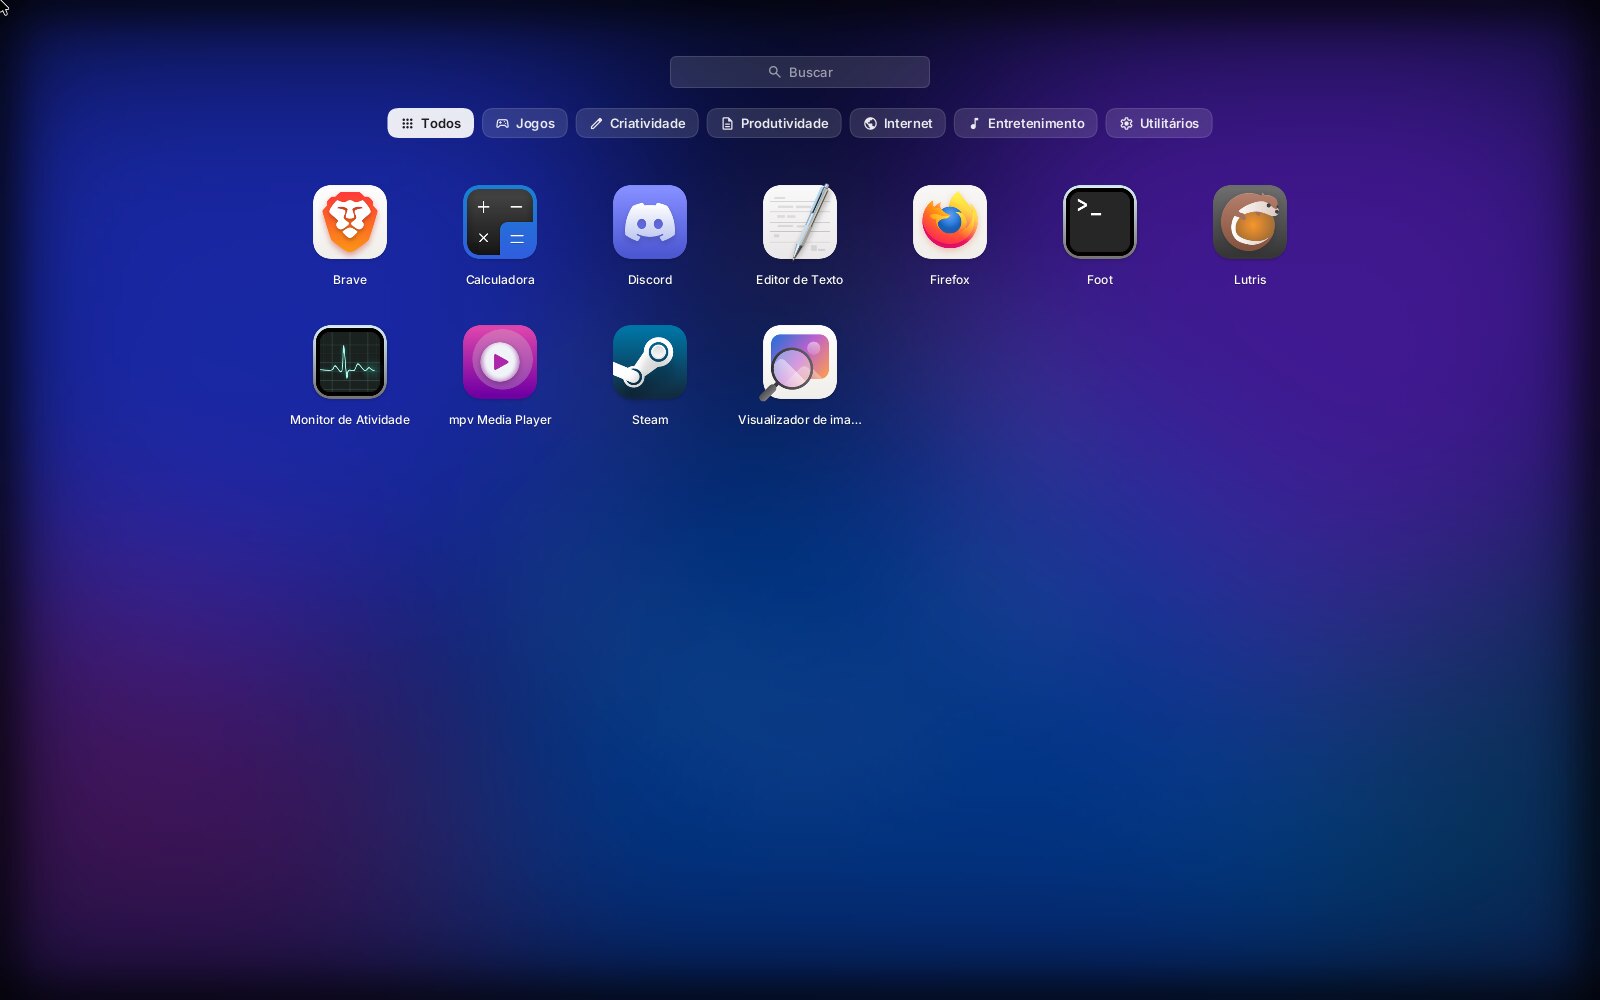 Buscar
Todos Jogos Criatividade Produtividade Internet Entretenimento Utilitários
Brave Calculadora Discord Editor de Texto Firefox Foot Lutris
Monitor de Atividade mpv Media Player Steam Visualizador de ima...